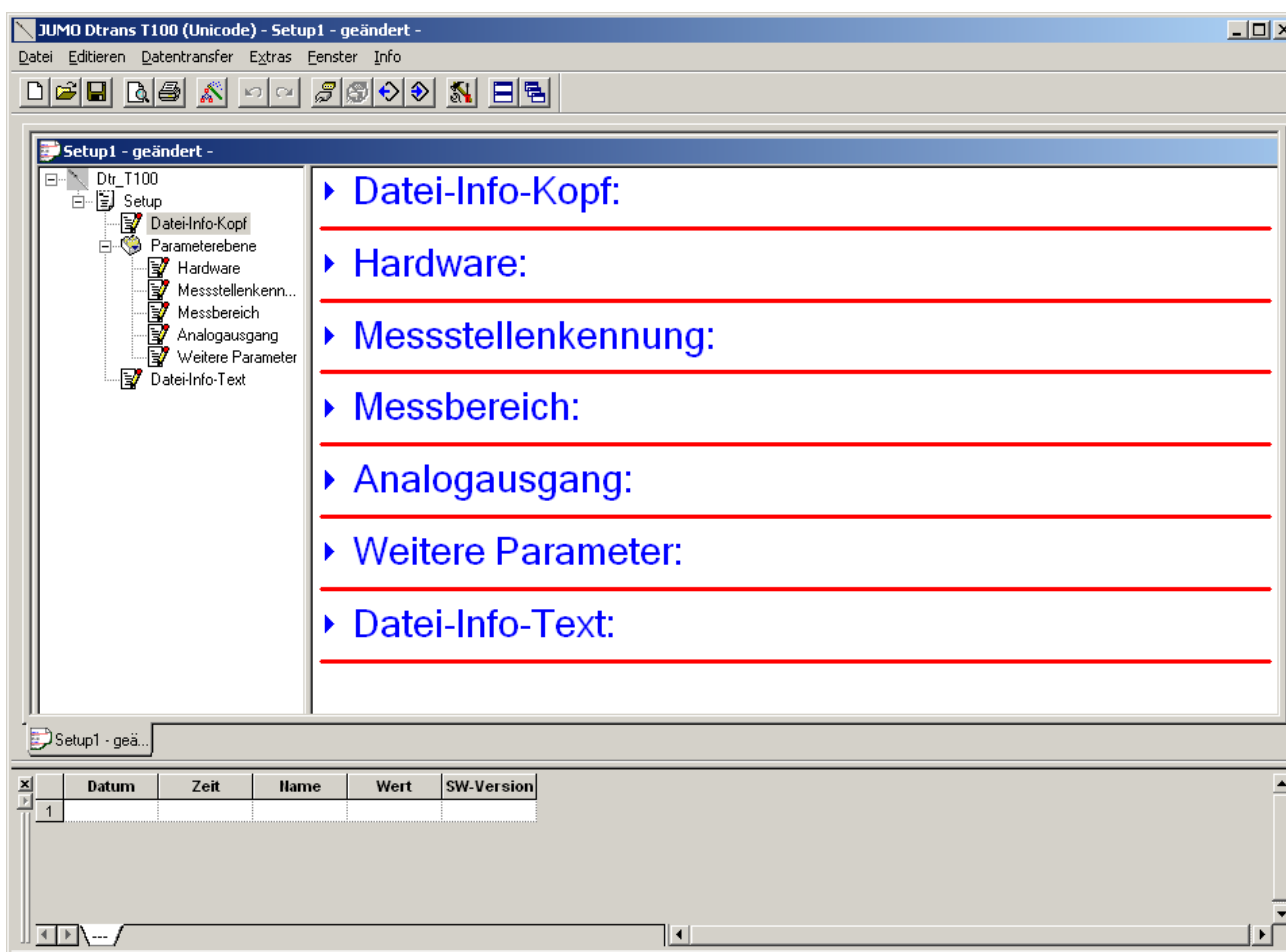 JUMO Dtrans T100 (Unicode) - Setup1 - geändert -
Datei Editieren Datentransfer Extras Fenster Info
Setup1 - geändert -
Dtr_T100
Setup
Datei-Info-Kopf
Parameterebene
Hardware
Messstellenkenn...
Messbereich
Analogausgang
Weitere Parameter
Datei-Info-Text
Datei-Info-Kopf:
Hardware:
Messstellenkennung:
Messbereich:
Analogausgang:
Weitere Parameter:
Datei-Info-Text:
Setup1 - geä...
Datum Zeit Name Wert SW-Version
1
---